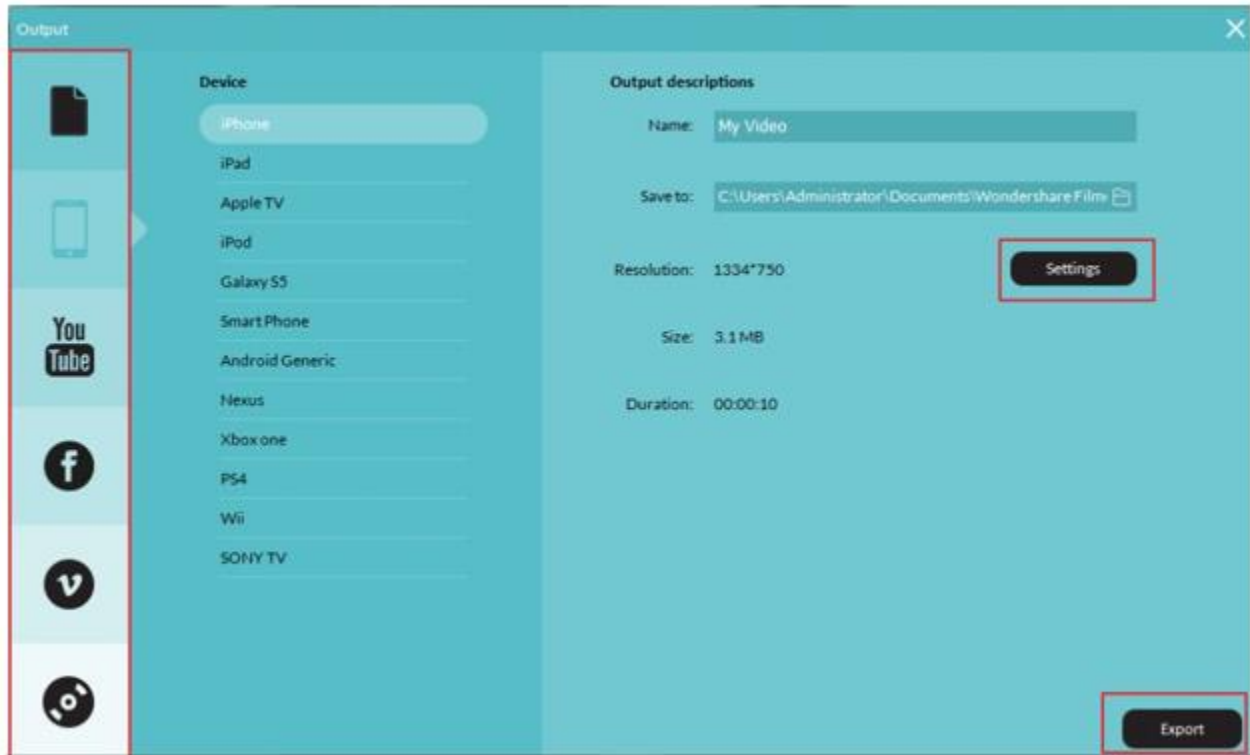 Output
You
Tube
Device
iPhone
iPad
Apple TV
iPod
Galaxy S5
Smart Phone
Android Generic
Nexus
Xbox one
PS4
Wii
SONY TV
Output descriptions
Name: My Video
Save to: C:\Users\Administrator\Documents\Wondershare Film
Resolution: 1334*750
Settings
Size: 3.1 MB
Duration: 00:00:10
Export